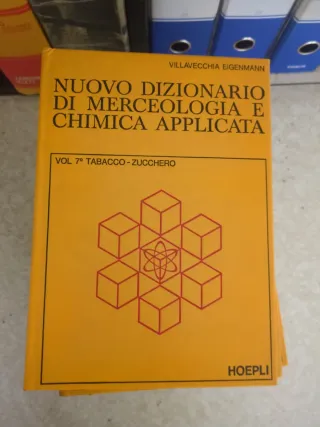 VILLAVECCHIA EIGENMANN
NUOVO DIZIONARIO
DI MERCEOLOGIA E
CHIMICA APPLICATA
VOL 7° TABACCO - ZUCCHERO
HOEPLI